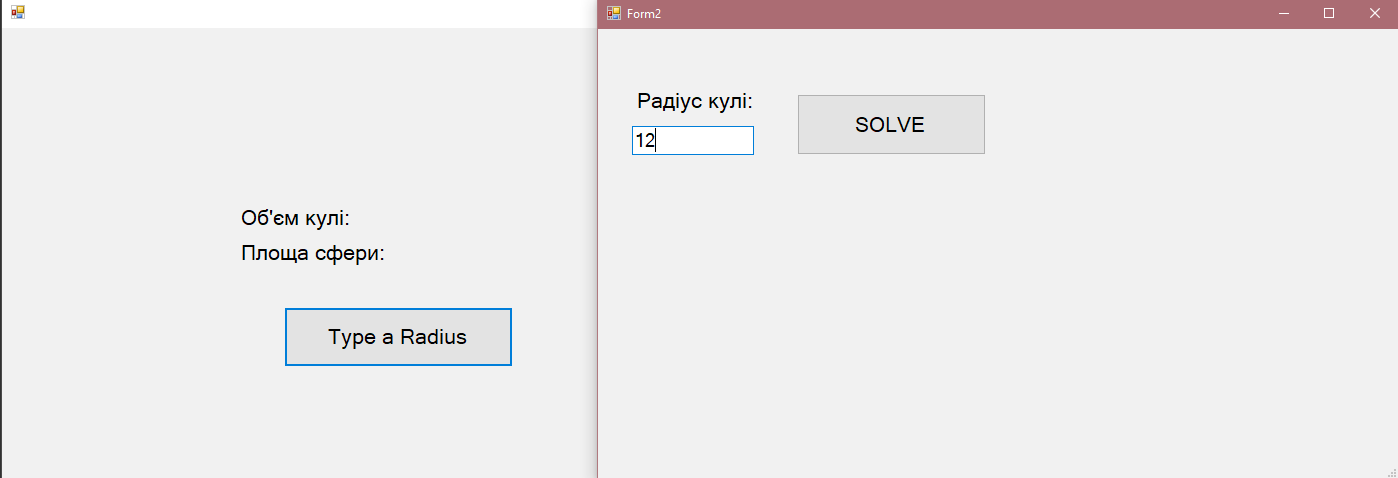 Об'єм кулі:
Площа сфери:
Type a Radius
Form2
Радіус кулі:
12
SOLVE